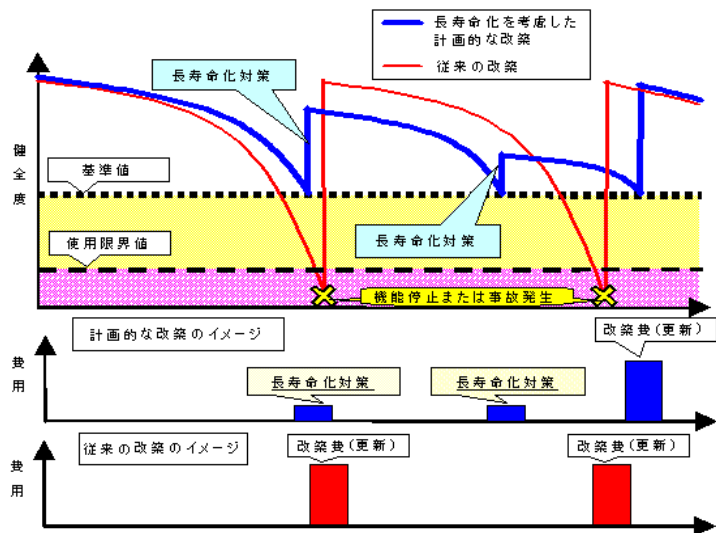 長寿命化を考慮した
計画的な改築
従来の改築
長寿命化対策
健全度
基準値
使用限界値
長寿命化対策
機能停止または事故発生
計画的な改築のイメージ
改築費(更新)
費用
長寿命化対策
長寿命化対策
従来の改築のイメージ
改築費(更新)
改築費(更新)
費用